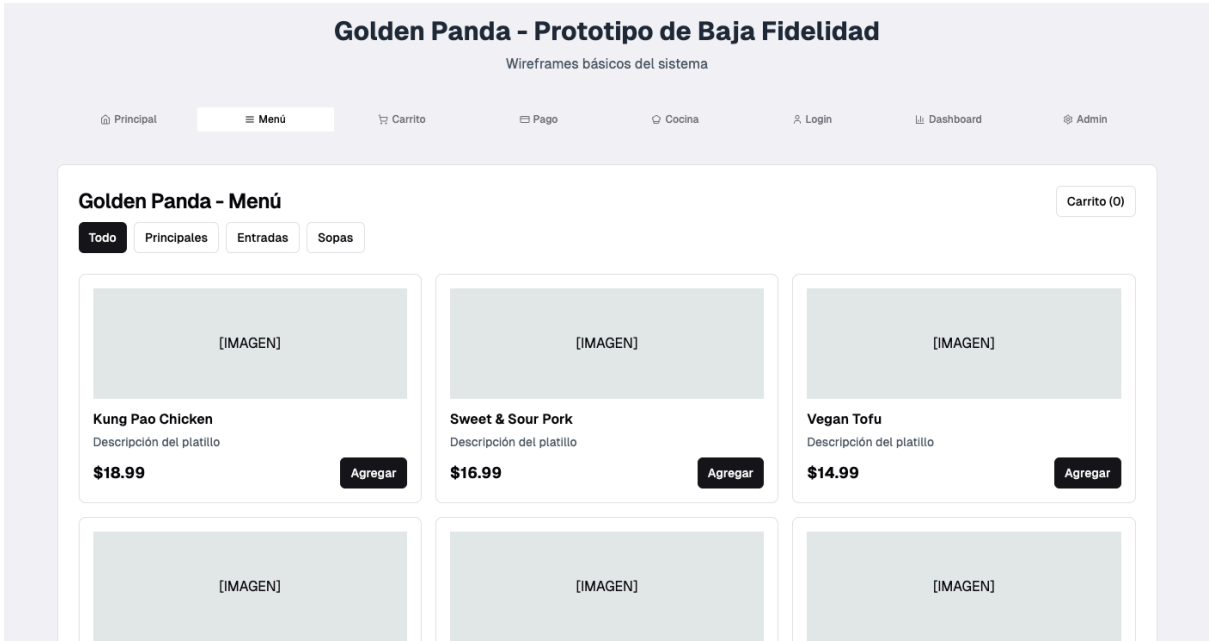 Golden Panda - Prototipo de Baja Fidelidad
Wireframes básicos del sistema
Principal Menú Carrito Pago Cocina Login Dashboard Admin
Golden Panda - Menú
Carrito (0)
Todo Principales Entradas Sopas
[IMAGEN] [IMAGEN] [IMAGEN]
Kung Pao Chicken Sweet & Sour Pork Vegan Tofu
Descripción del platillo Descripción del platillo Descripción del platillo
$18.99 Agregar $16.99 Agregar $14.99 Agregar
[IMAGEN] [IMAGEN] [IMAGEN]